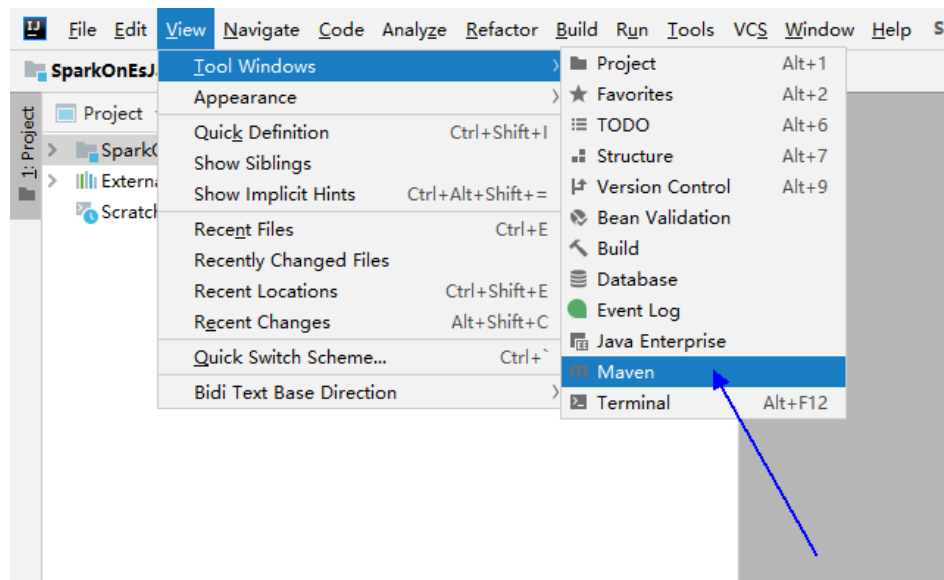 IJ File Edit View Navigate Code Analyze Refactor Build Run Tools VCS Window Help
SparkOnEsJ
1: Project
Project
Externa
Scratch
Tool Windows
Appearance
Quick Definition Ctrl+Shift+I
Show Siblings
Show Implicit Hints Ctrl+Alt+Shift+=
Recent Files Ctrl+E
Recently Changed Files
Recent Locations Ctrl+Shift+E
Recent Changes Alt+Shift+C
Quick Switch Scheme... Ctrl+`
Bidi Text Base Direction
Project Alt+1
Favorites Alt+2
TODO Alt+6
Structure Alt+7
Version Control Alt+9
Bean Validation
Build
Database
Event Log
Java Enterprise
Maven
Terminal Alt+F12